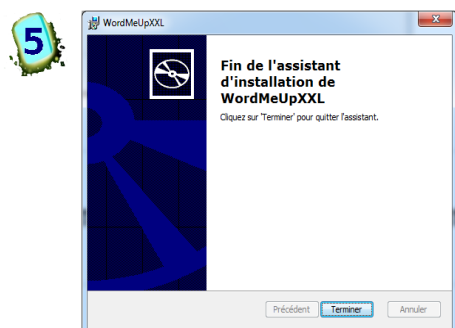 5
WordMeUpXXL
Fin de l'assistant
d'installation de
WordMeUpXXL
Cliquez sur 'Terminer' pour quitter l'assistant.
Précédent Terminer Annuler